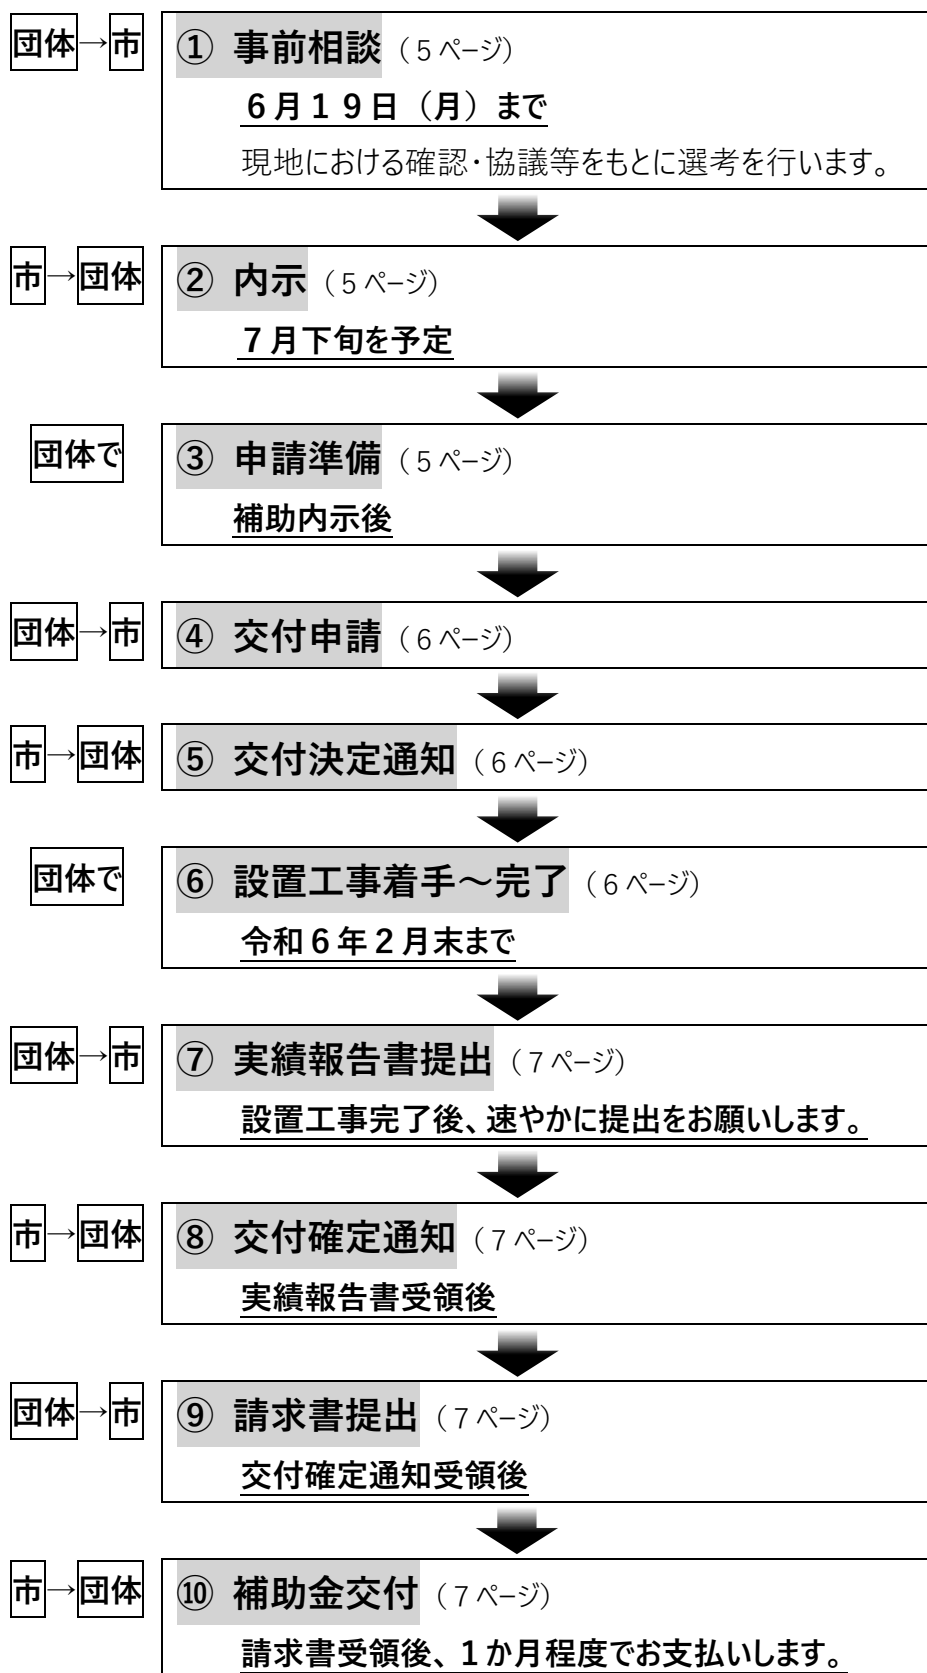 団体→市 ① 事前相談（５ページ）
６月１９日（月）まで
現地における確認・協議等をもとに選考を行います。
市→団体 ② 内示（５ページ）
７月下旬を予定
団体で ③ 申請準備（５ページ）
補助内示後
団体→市 ④ 交付申請（６ページ）
市→団体 ⑤ 交付決定通知（６ページ）
団体で ⑥ 設置工事着手～完了（６ページ）
令和６年２月末まで
団体→市 ⑦ 実績報告書提出（７ページ）
設置工事完了後、速やかに提出をお願いします。
市→団体 ⑧ 交付確定通知（７ページ）
実績報告書受領後
団体→市 ⑨ 請求書提出（７ページ）
交付確定通知受領後
市→団体 ⑩ 補助金交付（７ページ）
請求書受領後、１か月程度でお支払いします。